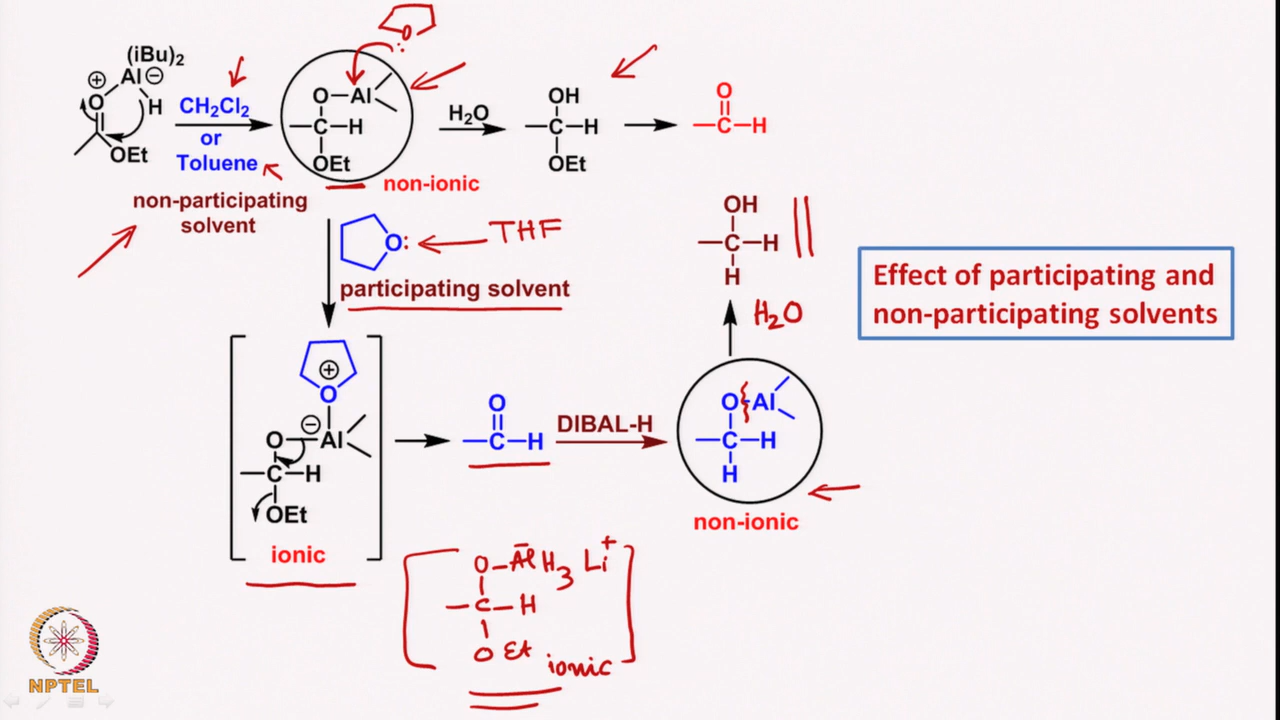 (iBu)2
⊕ Al ⊖
O H
OEt
CH2Cl2
or
Toluene
non-participating
solvent
O
O–Al
–C–H
OEt
non-ionic
H2O
OH
–C–H
OEt
O
–C–H
O:
THF
participating solvent
OH
–C–H
H
H2O
Effect of participating and
non-participating solvents
⊕
O
⊖
O–Al
–C–H
OEt
ionic
O
–C–H
DIBAL-H
O Al
–C–H
H
non-ionic
O–AlH3 Li+
–C–H
OEt
ionic
NPTEL